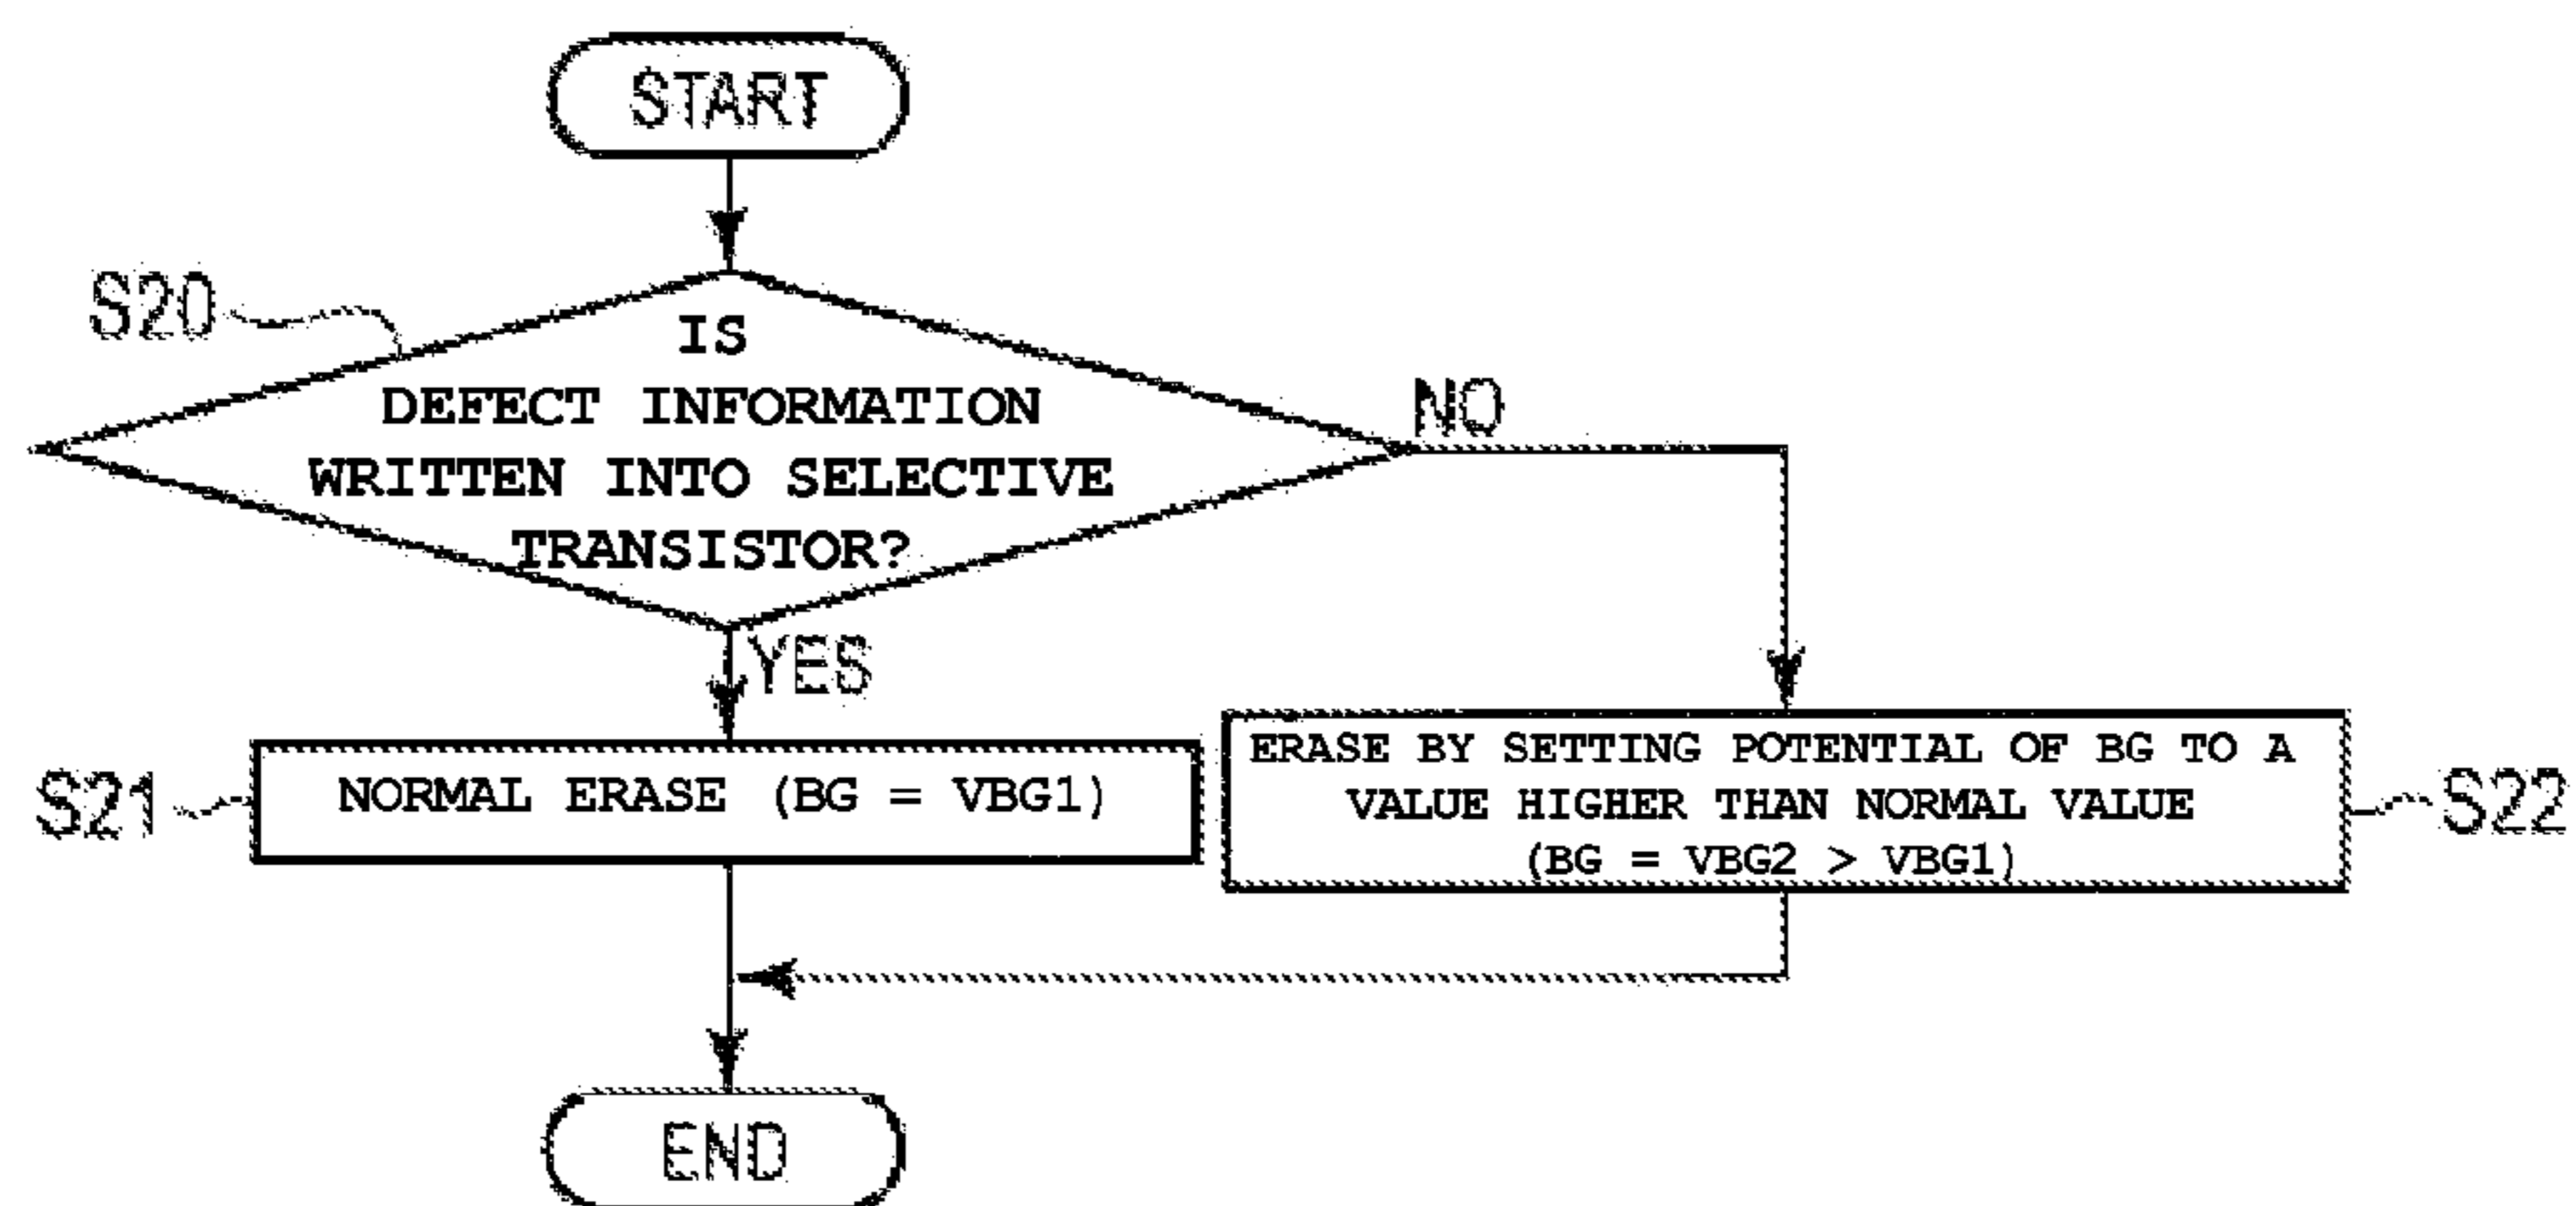 START
S20
IS
DEFECT INFORMATION
WRITTEN INTO SELECTIVE
TRANSISTOR?
NO
YES
S21
NORMAL ERASE (BG = VBG1)
ERASE BY SETTING POTENTIAL OF BG TO A
VALUE HIGHER THAN NORMAL VALUE
(BG = VBG2 > VBG1)
S22
END